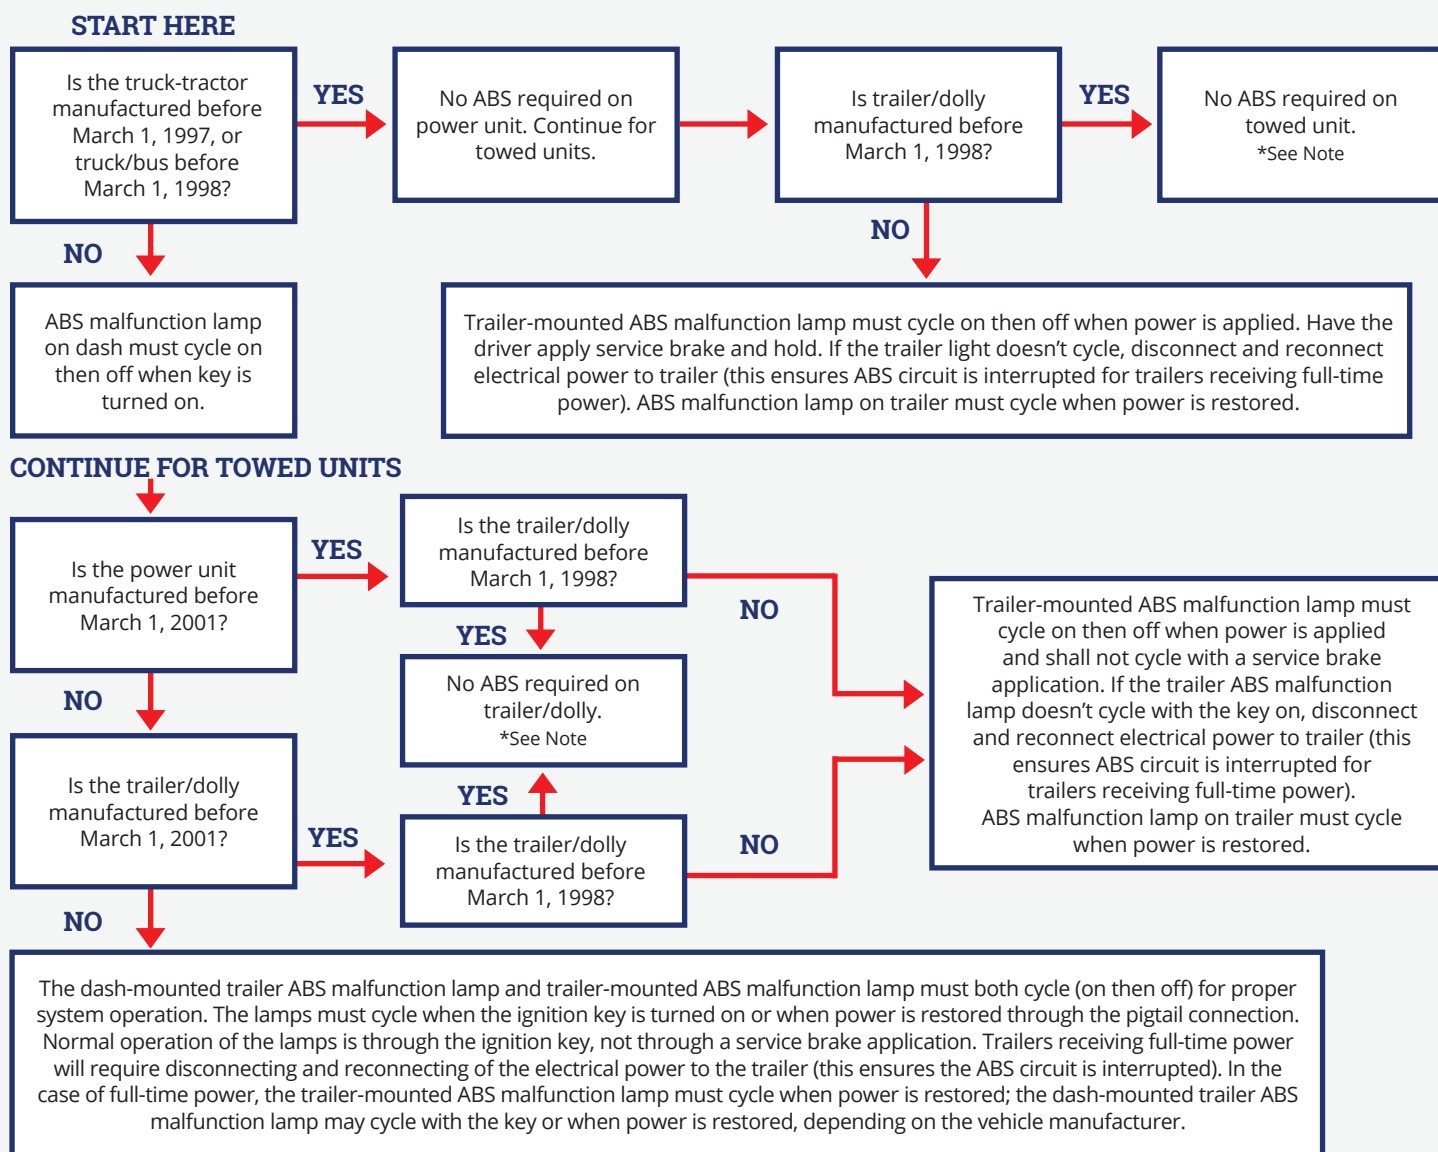 START HERE
Is the truck-tractor
manufactured before
March 1, 1997, or
truck/bus before
March 1, 1998?
YES
No ABS required on
power unit. Continue for
towed units.
Is trailer/dolly
manufactured before
March 1, 1998?
YES
No ABS required on
towed unit.
*See Note
NO
NO
ABS malfunction lamp
on dash must cycle on
then off when key is
turned on.
Trailer-mounted ABS malfunction lamp must cycle on then off when power is applied. Have the
driver apply service brake and hold. If the trailer light doesn’t cycle, disconnect and reconnect
electrical power to trailer (this ensures ABS circuit is interrupted for trailers receiving full-time
power). ABS malfunction lamp on trailer must cycle when power is restored.
CONTINUE FOR TOWED UNITS
Is the power unit
manufactured before
March 1, 2001?
YES
Is the trailer/dolly
manufactured before
March 1, 1998?
NO
YES
No ABS required on
trailer/dolly.
*See Note
Trailer-mounted ABS malfunction lamp must
cycle on then off when power is applied
and shall not cycle with a service brake
application. If the trailer ABS malfunction
lamp doesn’t cycle with the key on, disconnect
and reconnect electrical power to trailer (this
ensures ABS circuit is interrupted for
trailers receiving full-time power).
ABS malfunction lamp on trailer must cycle
when power is restored.
NO
Is the trailer/dolly
manufactured before
March 1, 2001?
YES
YES
Is the trailer/dolly
manufactured before
March 1, 1998?
NO
NO
The dash-mounted trailer ABS malfunction lamp and trailer-mounted ABS malfunction lamp must both cycle (on then off) for proper
system operation. The lamps must cycle when the ignition key is turned on or when power is restored through the pigtail connection.
Normal operation of the lamps is through the ignition key, not through a service brake application. Trailers receiving full-time power
will require disconnecting and reconnecting of the electrical power to the trailer (this ensures the ABS circuit is interrupted). In the
case of full-time power, the trailer-mounted ABS malfunction lamp must cycle when power is restored; the dash-mounted trailer ABS
malfunction lamp may cycle with the key or when power is restored, depending on the vehicle manufacturer.